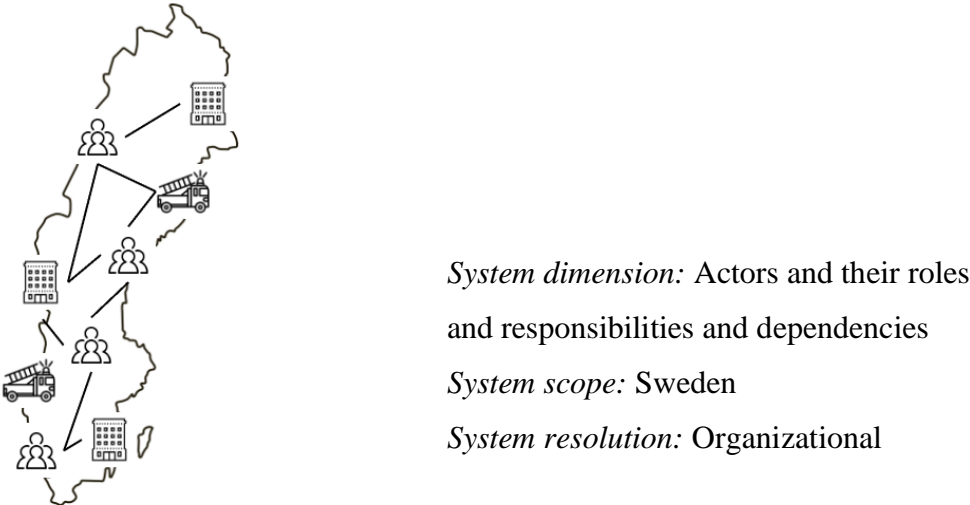 System dimension: Actors and their roles
and responsibilities and dependencies
System scope: Sweden
System resolution: Organizational